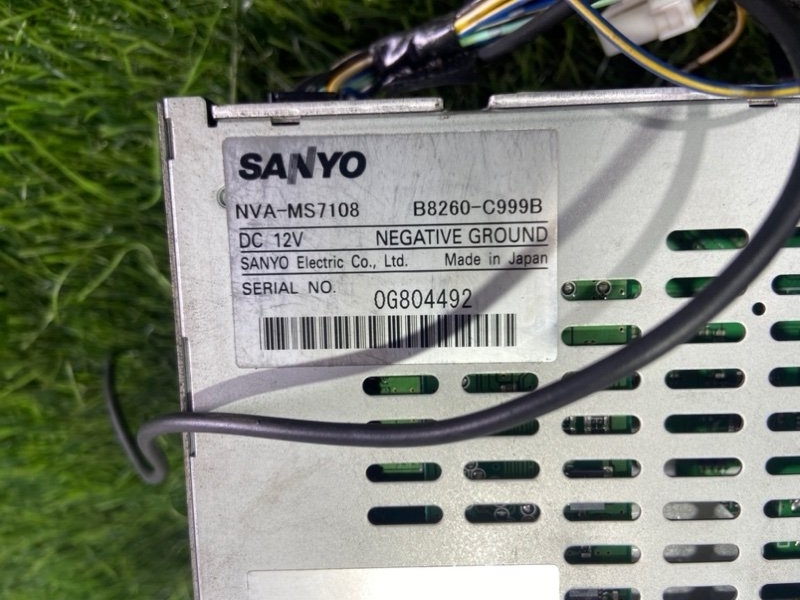 SANYO
NVA-MS7108 B8260-C999B
DC 12V NEGATIVE GROUND
SANYO Electric Co., Ltd. Made in Japan
SERIAL NO. 0G804492